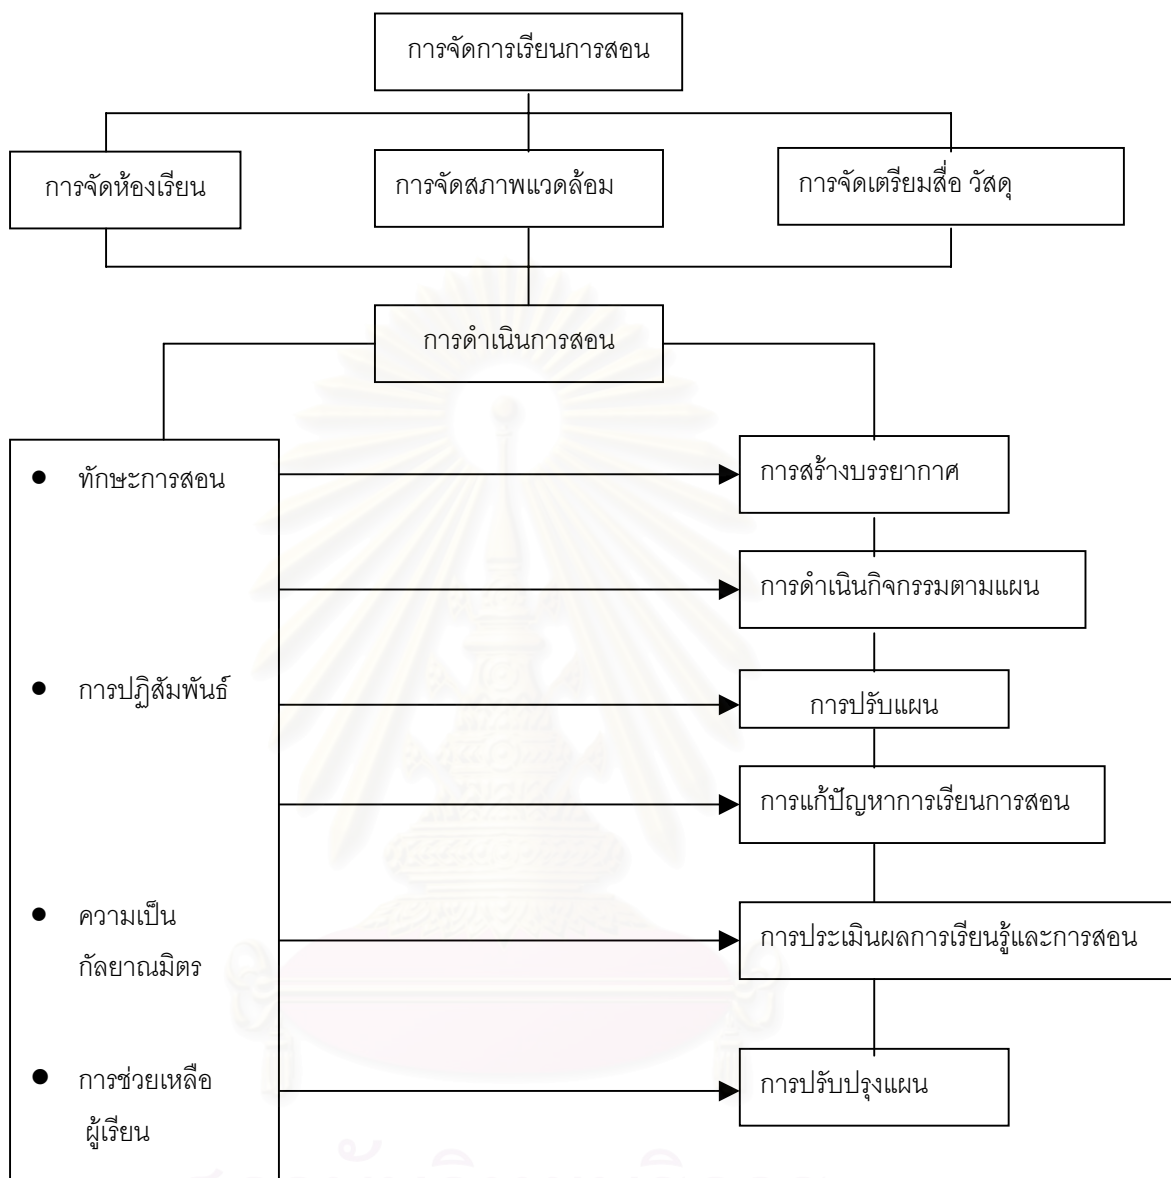 การจัดการเรียนการสอน
การจัดห้องเรียน
การจัดสภาพแวดล้อม
การจัดเตรียมสื่อ วัสดุ
การดำเนินการสอน
● ทักษะการสอน
● การปฏิสัมพันธ์
● ความเป็น
กัลยาณมิตร
● การช่วยเหลือ
ผู้เรียน
การสร้างบรรยากาศ
การดำเนินกิจกรรมตามแผน
การปรับแผน
การแก้ปัญหาการเรียนการสอน
การประเมินผลการเรียนรู้และการสอน
การปรับปรุงแผน